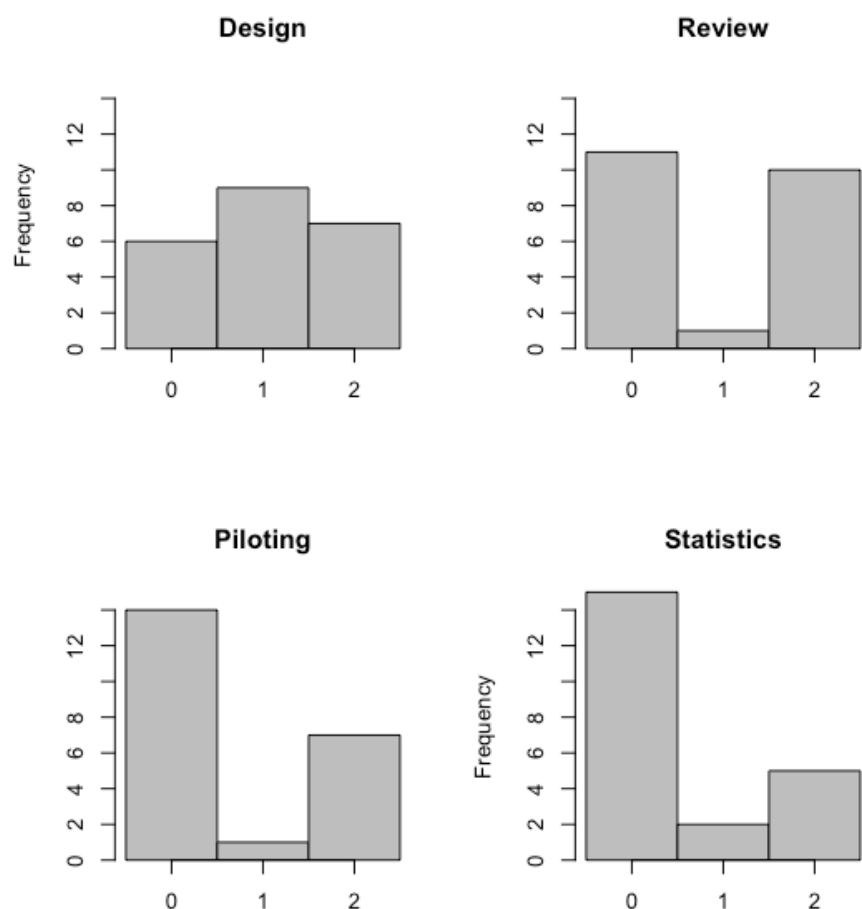 Design
Frequency
0 2 4 6 8 12
0 1 2
Review
0 2 4 6 8 12
0 1 2
Piloting
0 2 4 6 8 12
0 1 2
Statistics
Frequency
0 2 4 6 8 12
0 1 2